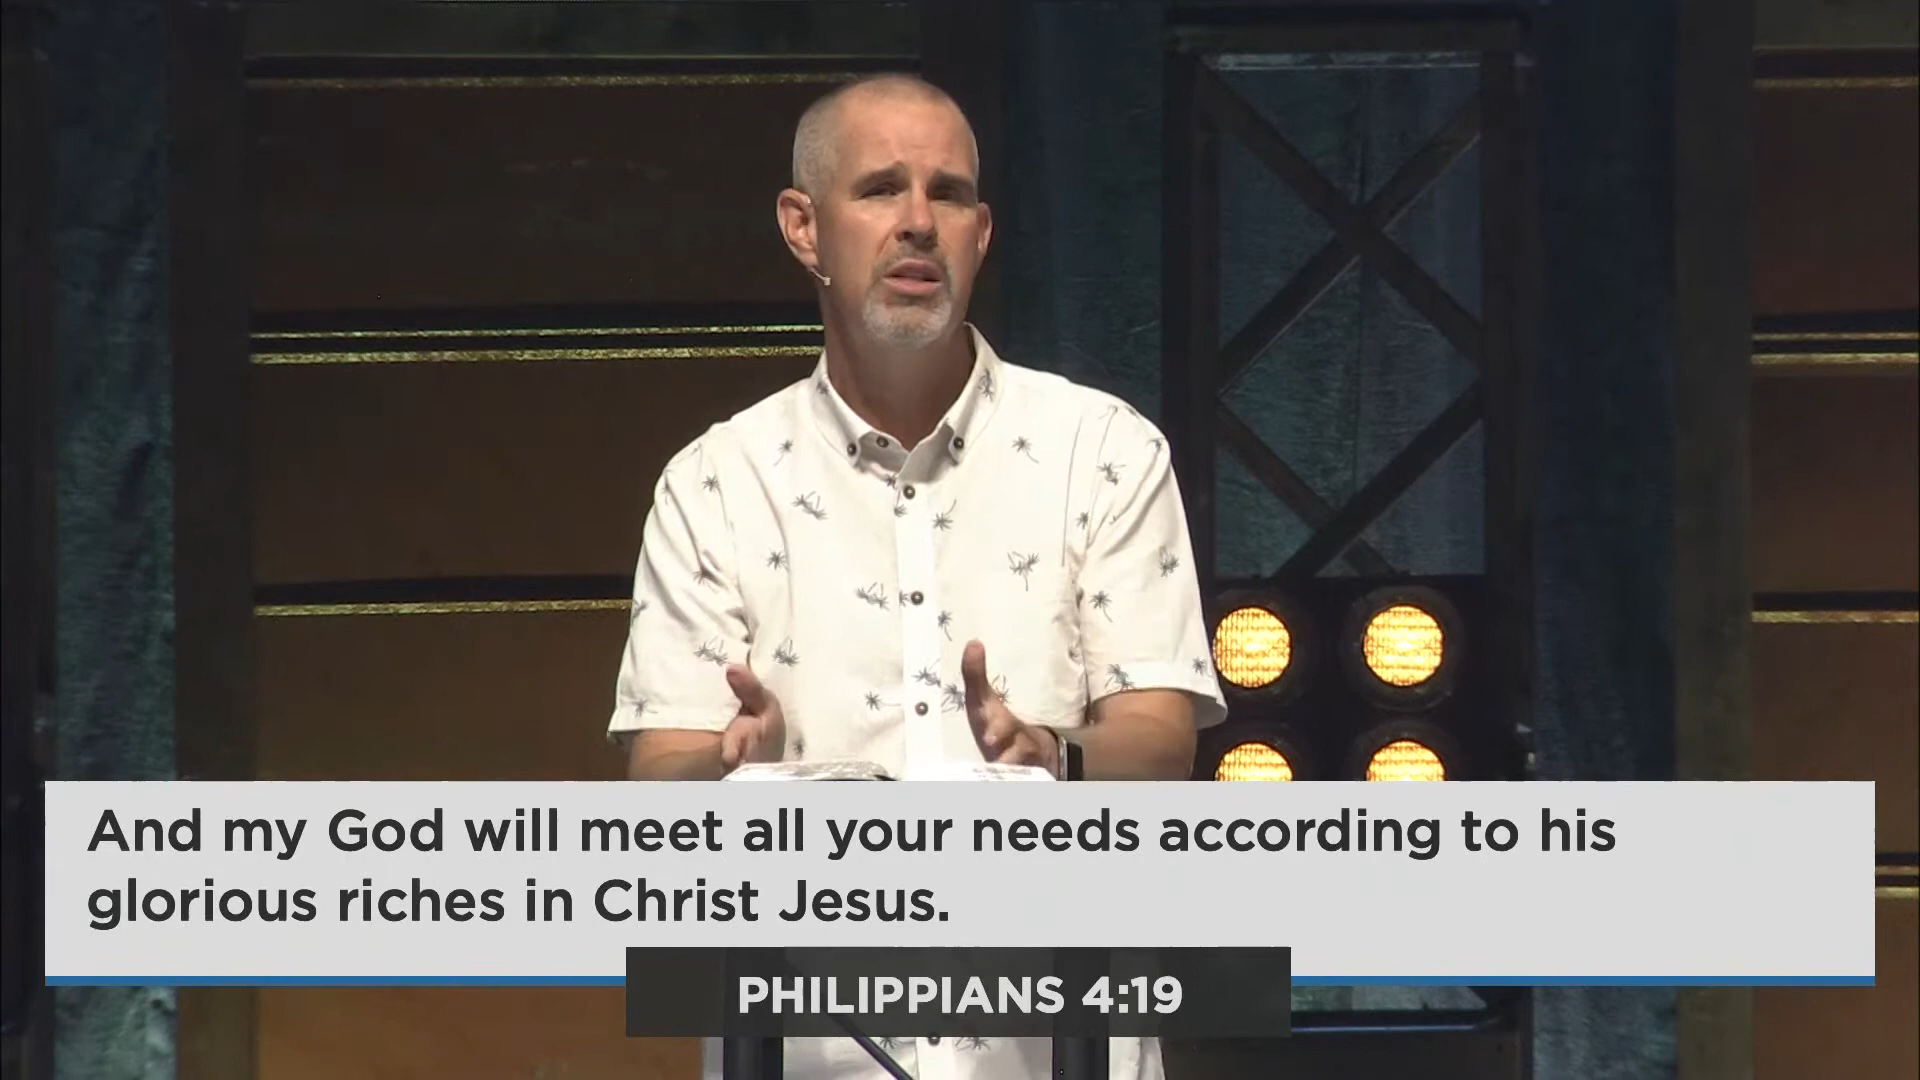 And my God will meet all your needs according to his
glorious riches in Christ Jesus.
PHILIPPIANS 4:19